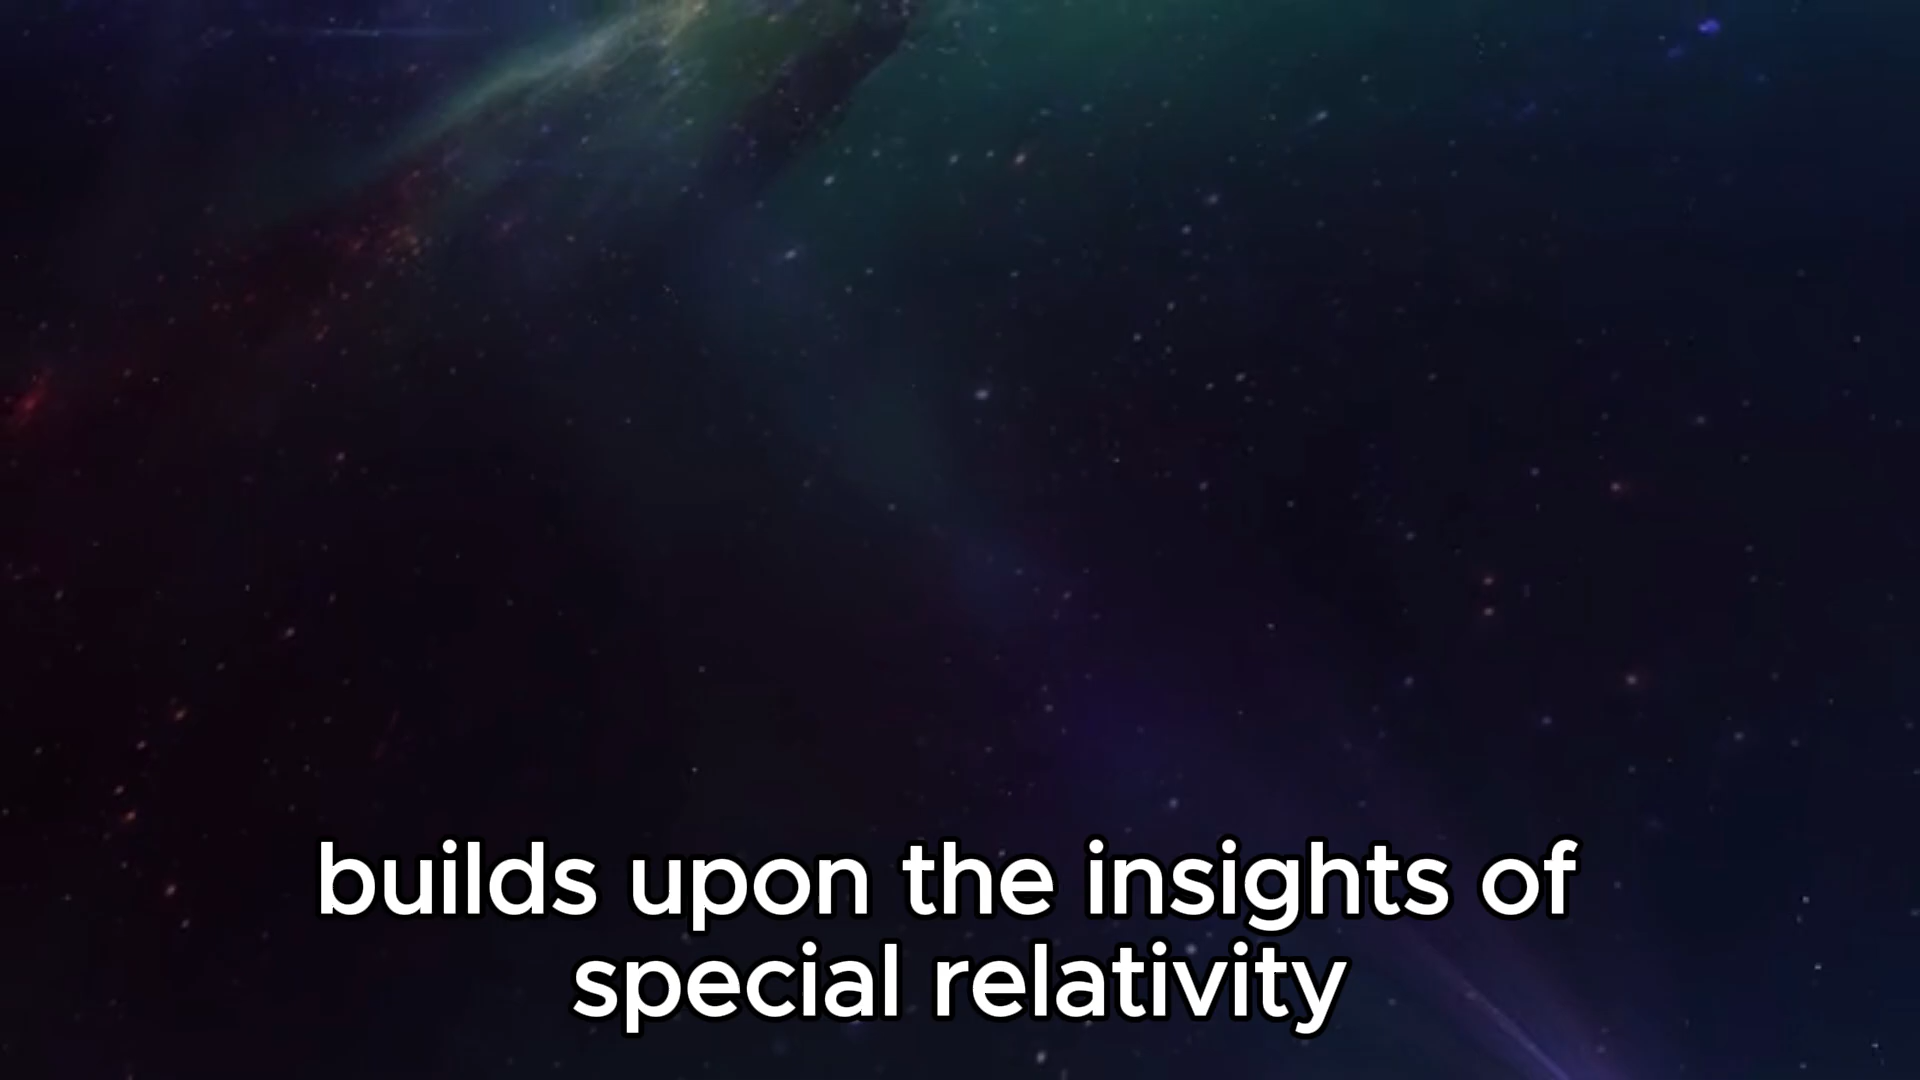 builds upon the insights of
special relativity